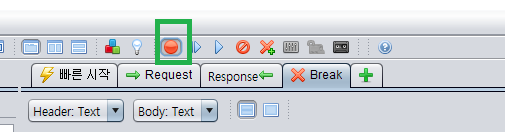 빠른 시작 Request Response Break
Header: Text Body: Text